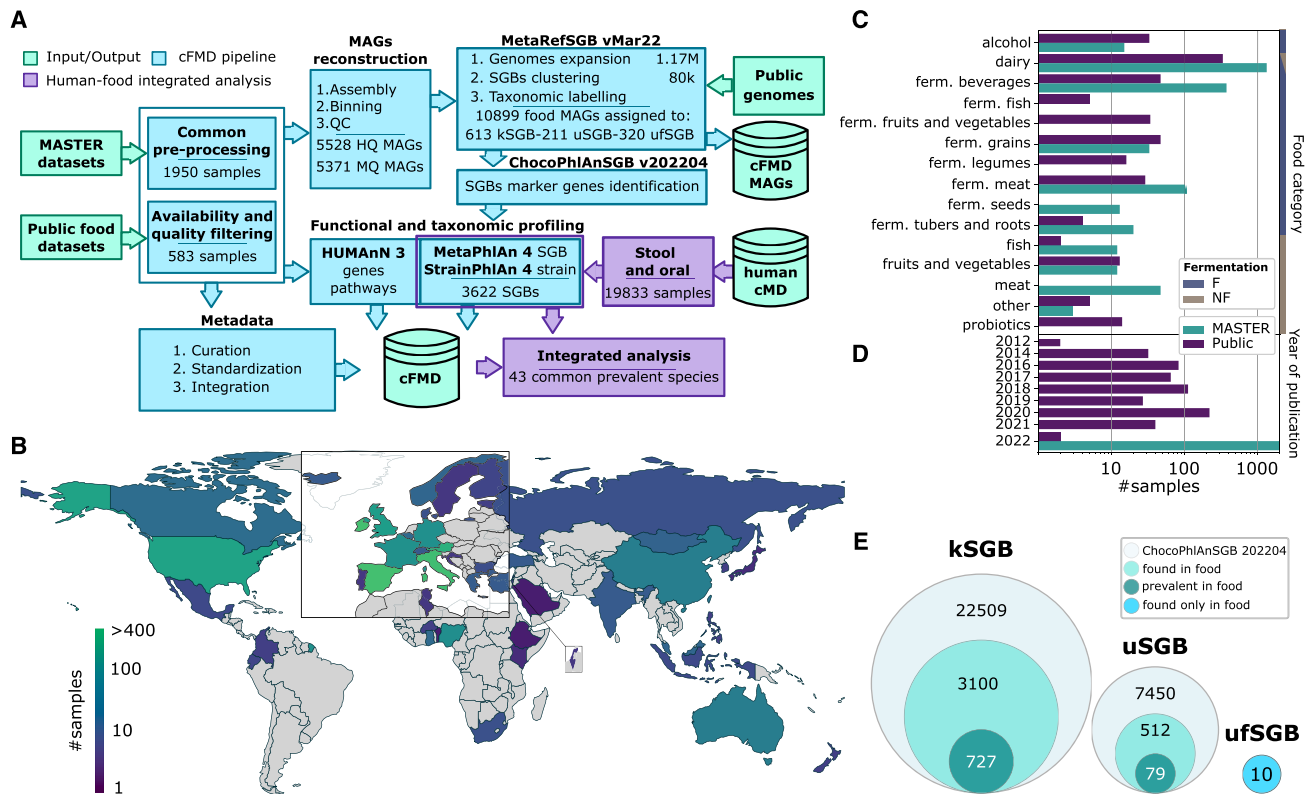 A
Input/Output
cFMD pipeline
Human-food integrated analysis
MASTER
datasets
Public food
datasets
Common
pre-processing
1950 samples
Availability and
quality filtering
583 samples
MAGs
reconstruction
1.Assembly
2.Binning
3.QC
5528 HQ MAGs
5371 MQ MAGs
MetaRefSGB vMar22
1. Genomes expansion 1.17M
2. SGBs clustering 80k
3. Taxonomic labelling
10899 food MAGs assigned to:
613 kSGB-211 uSGB-320 ufSGB
Public
genomes
cFMD
MAGs
ChocoPhlAnSGB v202204
SGBs marker genes identification
Functional and taxonomic profiling
HUMAnN 3
genes
pathways
MetaPhlAn 4 SGB
StrainPhlAn 4 strain
3622 SGBs
Stool
and oral
19833 samples
human
cMD
Metadata
1. Curation
2. Standardization
3. Integration
cFMD
Integrated analysis
43 common prevalent species
B
#samples
>400
100
10
1
C
alcohol
dairy
ferm. beverages
ferm. fish
ferm. fruits and vegetables
ferm. grains
ferm. legumes
ferm. meat
ferm. seeds
ferm. tubers and roots
fish
fruits and vegetables
meat
other
probiotics
Food category
Fermentation
F
NF
MASTER
Public
D
2012
2014
2016
2017
2018
2019
2020
2021
2022
Year of publication
10 100 1000
#samples
E
ChocoPhlAnSGB 202204
found in food
prevalent in food
found only in food
kSGB
22509
3100
727
uSGB
7450
512
79
ufSGB
10